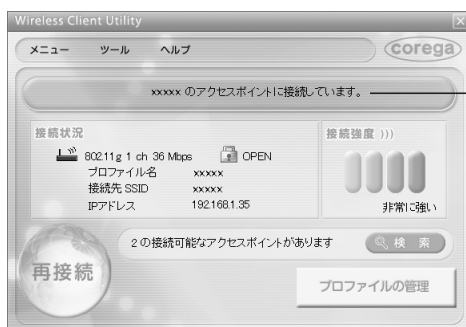 Wireless Client Utility
メニュー ツール ヘルプ
corega
xxxxx のアクセスポイントに接続しています。
接続状況
接続強度 )))
802.11g 1 ch 36 Mbps OPEN
プロファイル名 xxxxx
接続先 SSID xxxxx
IPアドレス 192.168.1.35
非常に強い
2 の接続可能なアクセスポイントがあります
検 索
再接続
プロファイルの管理